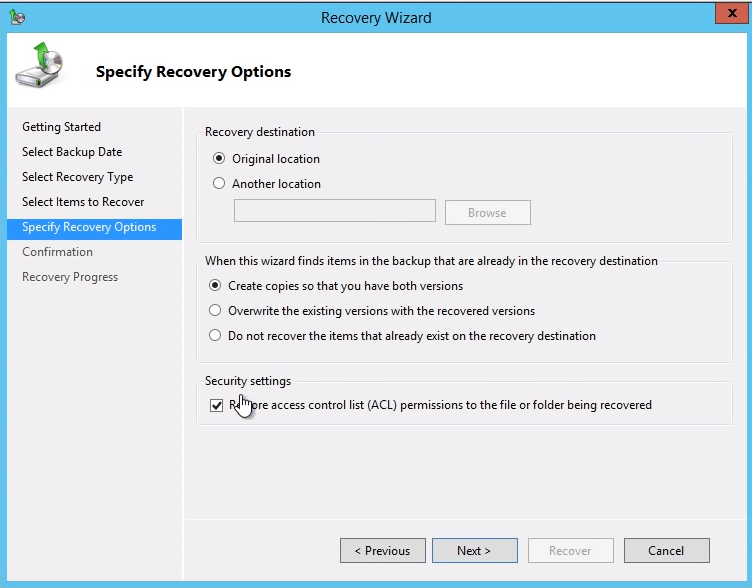 Recovery Wizard
x
Specify Recovery Options
Getting Started
Select Backup Date
Select Recovery Type
Select Items to Recover
Specify Recovery Options
Confirmation
Recovery Progress
Recovery destination
Original location
Another location
Browse
When this wizard finds items in the backup that are already in the recovery destination
Create copies so that you have both versions
Overwrite the existing versions with the recovered versions
Do not recover the items that already exist on the recovery destination
Security settings
Restore access control list (ACL) permissions to the file or folder being recovered
< Previous
Next >
Recover
Cancel